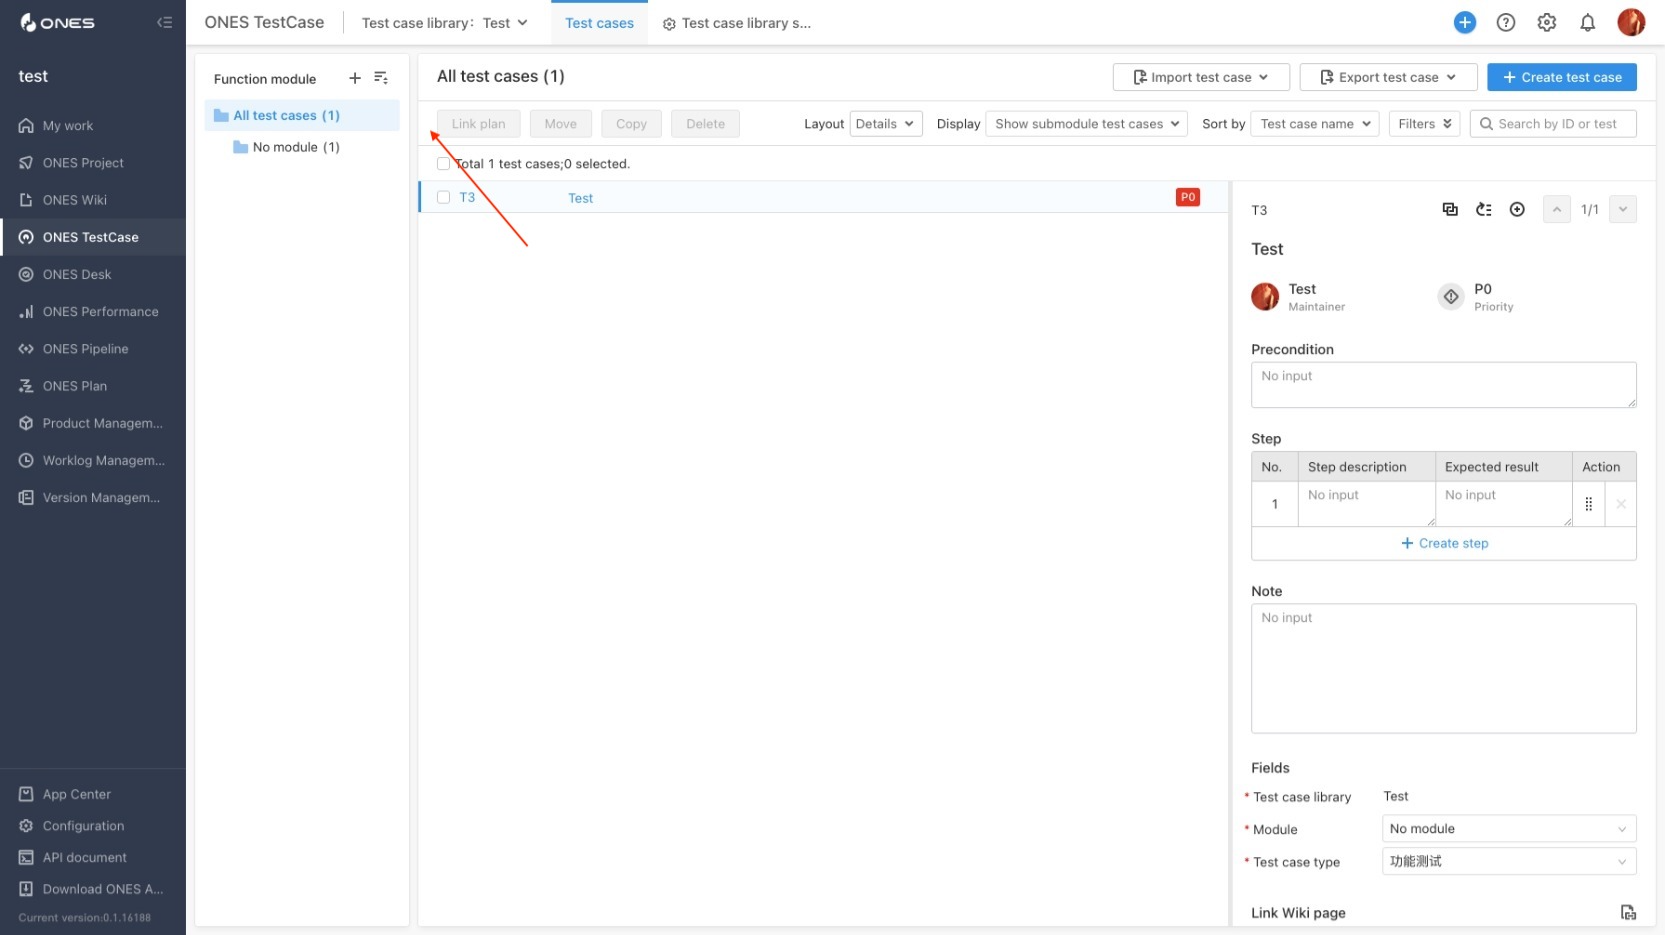 ONES
test
My work
ONES Project
ONES Wiki
ONES TestCase
ONES Desk
ONES Performance
ONES Pipeline
ONES Plan
Product Managem...
Worklog Managem...
Version Managem...
App Center
Configuration
API document
Download ONES A...
Current version:0.1.16188
ONES TestCase
Test case library: Test
Test cases
Test case library s...
Function module
All test cases (1)
No module (1)
All test cases (1)
Import test case
Export test case
Create test case
Link plan
Move
Copy
Delete
Layout Details
Display Show submodule test cases
Sort by Test case name
Filters
Search by ID or test
Total 1 test cases;0 selected.
T3 Test P0
T3
1/1
Test
Test
Maintainer
P0
Priority
Precondition
No input
Step
No. Step description Expected result Action
1 No input No input
Create step
Note
No input
Fields
* Test case library Test
* Module No module
* Test case type 功能测试
Link Wiki page